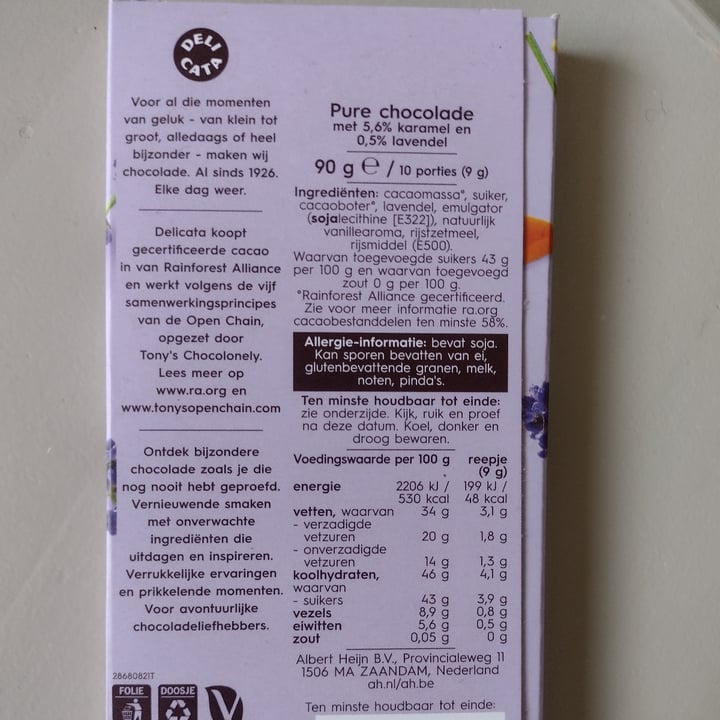 DELI
CATA
Voor al die momenten
van geluk - van klein tot
groot, alledaags of heel
bijzonder - maken wij
chocolade. Al sinds 1926.
Elke dag weer.
Delicata koopt
gecertificeerde cacao
in van Rainforest Alliance
en werkt volgens de vijf
samenwerkingsprincipes
van de Open Chain,
opgezet door
Tony's Chocolonely.
Lees meer op
www.ra.org en
www.tonysopenchain.com
Ontdek bijzondere
chocolade zoals je die
nog nooit hebt geproefd.
Vernieuwende smaken
met onverwachte
ingrediënten die
uitdagen en inspireren.
Verrukkelijke ervaringen
en prikkelende momenten.
Voor avontuurlijke
chocoladeliefhebbers.
28680821T
FOLIE
DOOSJE
Pure chocolade
met 5,6% karamel en
0,5% lavendel
90 g ℮ / 10 porties (9 g)
Ingrediënten: cacaomassa°, suiker,
cacaoboter°, lavendel, emulgator
(sojalecithine [E322]), natuurlijk
vanillearoma, rijstzetmeel,
rijsmiddel (E500).
Waarvan toegevoegde suikers 43 g
per 100 g en waarvan toegevoegd
zout 0 g per 100 g.
°Rainforest Alliance gecertificeerd.
Zie voor meer informatie ra.org
cacaobestanddelen ten minste 58%.
Allergie-informatie: bevat soja.
Kan sporen bevatten van ei,
glutenbevattende granen, melk,
noten, pinda's.
Ten minste houdbaar tot einde:
zie onderzijde. Kijk, ruik en proef
na deze datum. Koel, donker en
droog bewaren.
Voedingswaarde per 100 g reepje
(9 g)
energie 2206 kJ / 199 kJ /
530 kcal 48 kcal
vetten, waarvan 34 g 3,1 g
- verzadigde
vetzuren 20 g 1,8 g
- onverzadigde
vetzuren 14 g 1,3 g
koolhydraten, 46 g 4,1 g
waarvan
- suikers 43 g 3,9 g
vezels 8,9 g 0,8 g
eiwitten 5,6 g 0,5 g
zout 0,05 g 0 g
Albert Heijn B.V., Provincialeweg 11
1506 MA ZAANDAM, Nederland
ah.nl/ah.be
Ten minste houdbaar tot einde: